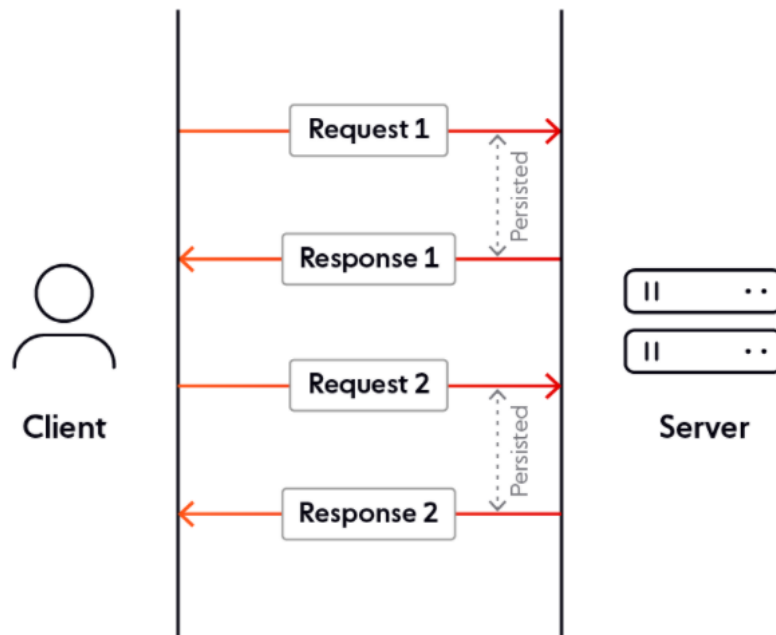 Request 1
Persisted
Response 1
Request 2
Client
Server
Persisted
Response 2